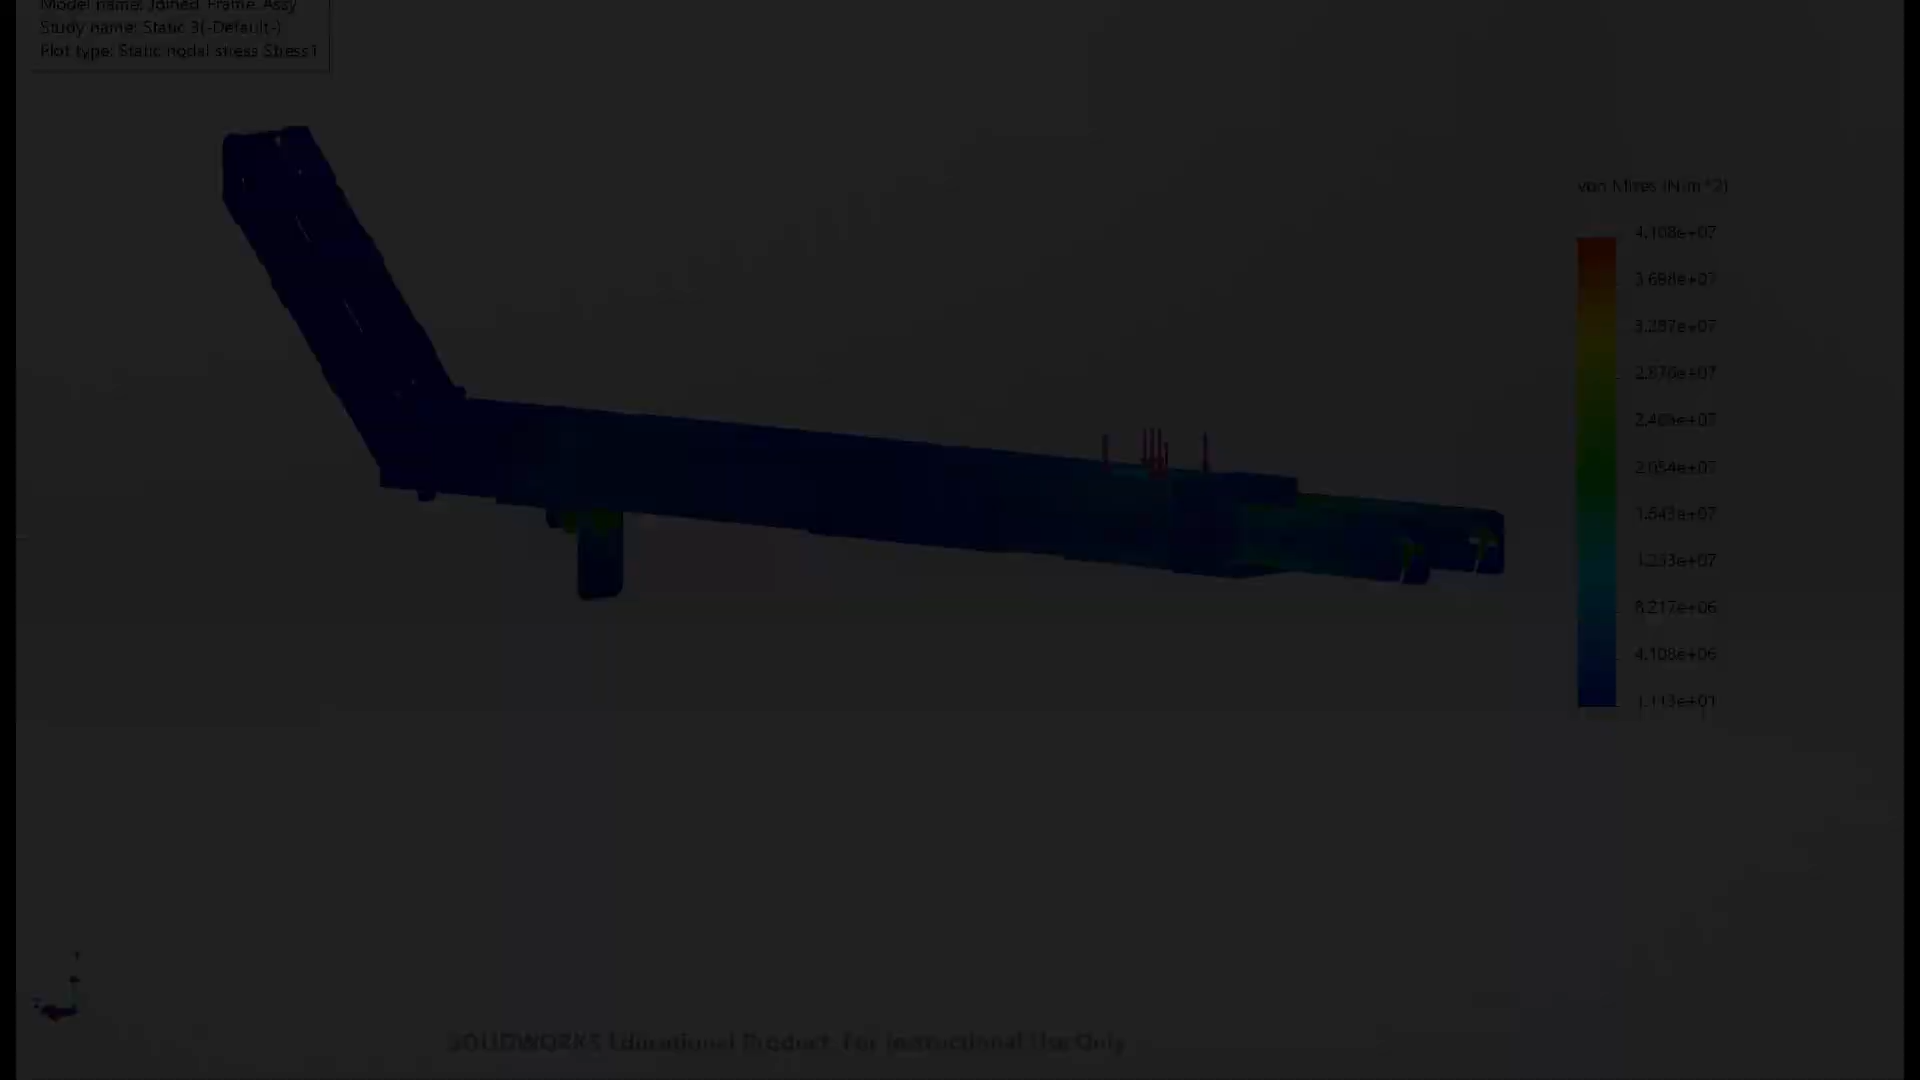 Model name: Joined Frame Assy
Study name: Static 3(-Default-)
Plot type: Static nodal stress Stress1
von Mises (N/m^2)
4.108e+07
3.698e+07
3.287e+07
2.876e+07
2.465e+07
2.054e+07
1.643e+07
1.233e+07
8.217e+06
4.108e+06
1.113e+01
SOLIDWORKS Educational Product. For Instructional Use Only.